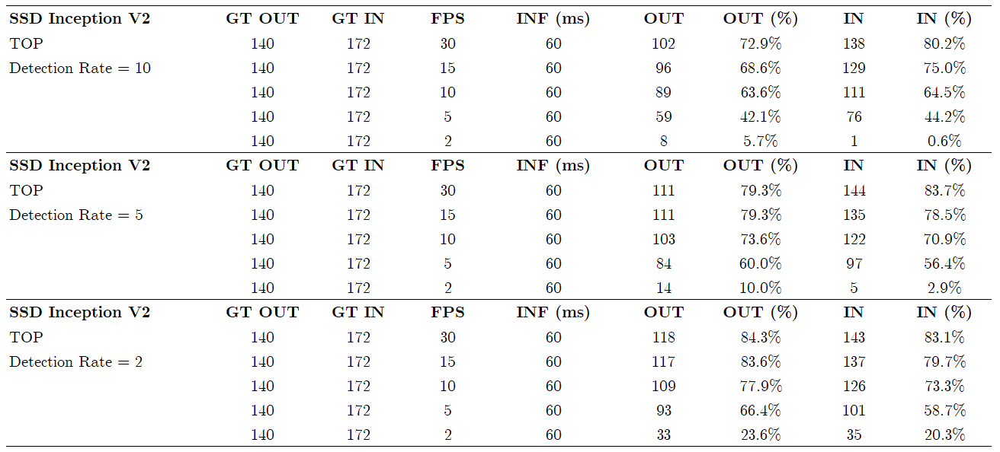 SSD Inception V2 GT OUT GT IN FPS INF (ms) OUT OUT (%) IN IN (%)
TOP 140 172 30 60 102 72.9% 138 80.2%
Detection Rate = 10 140 172 15 60 96 68.6% 129 75.0%
140 172 10 60 89 63.6% 111 64.5%
140 172 5 60 59 42.1% 76 44.2%
140 172 2 60 8 5.7% 1 0.6%
SSD Inception V2 GT OUT GT IN FPS INF (ms) OUT OUT (%) IN IN (%)
TOP 140 172 30 60 111 79.3% 144 83.7%
Detection Rate = 5 140 172 15 60 111 79.3% 135 78.5%
140 172 10 60 103 73.6% 122 70.9%
140 172 5 60 84 60.0% 97 56.4%
140 172 2 60 14 10.0% 5 2.9%
SSD Inception V2 GT OUT GT IN FPS INF (ms) OUT OUT (%) IN IN (%)
TOP 140 172 30 60 118 84.3% 143 83.1%
Detection Rate = 2 140 172 15 60 117 83.6% 137 79.7%
140 172 10 60 109 77.9% 126 73.3%
140 172 5 60 93 66.4% 101 58.7%
140 172 2 60 33 23.6% 35 20.3%